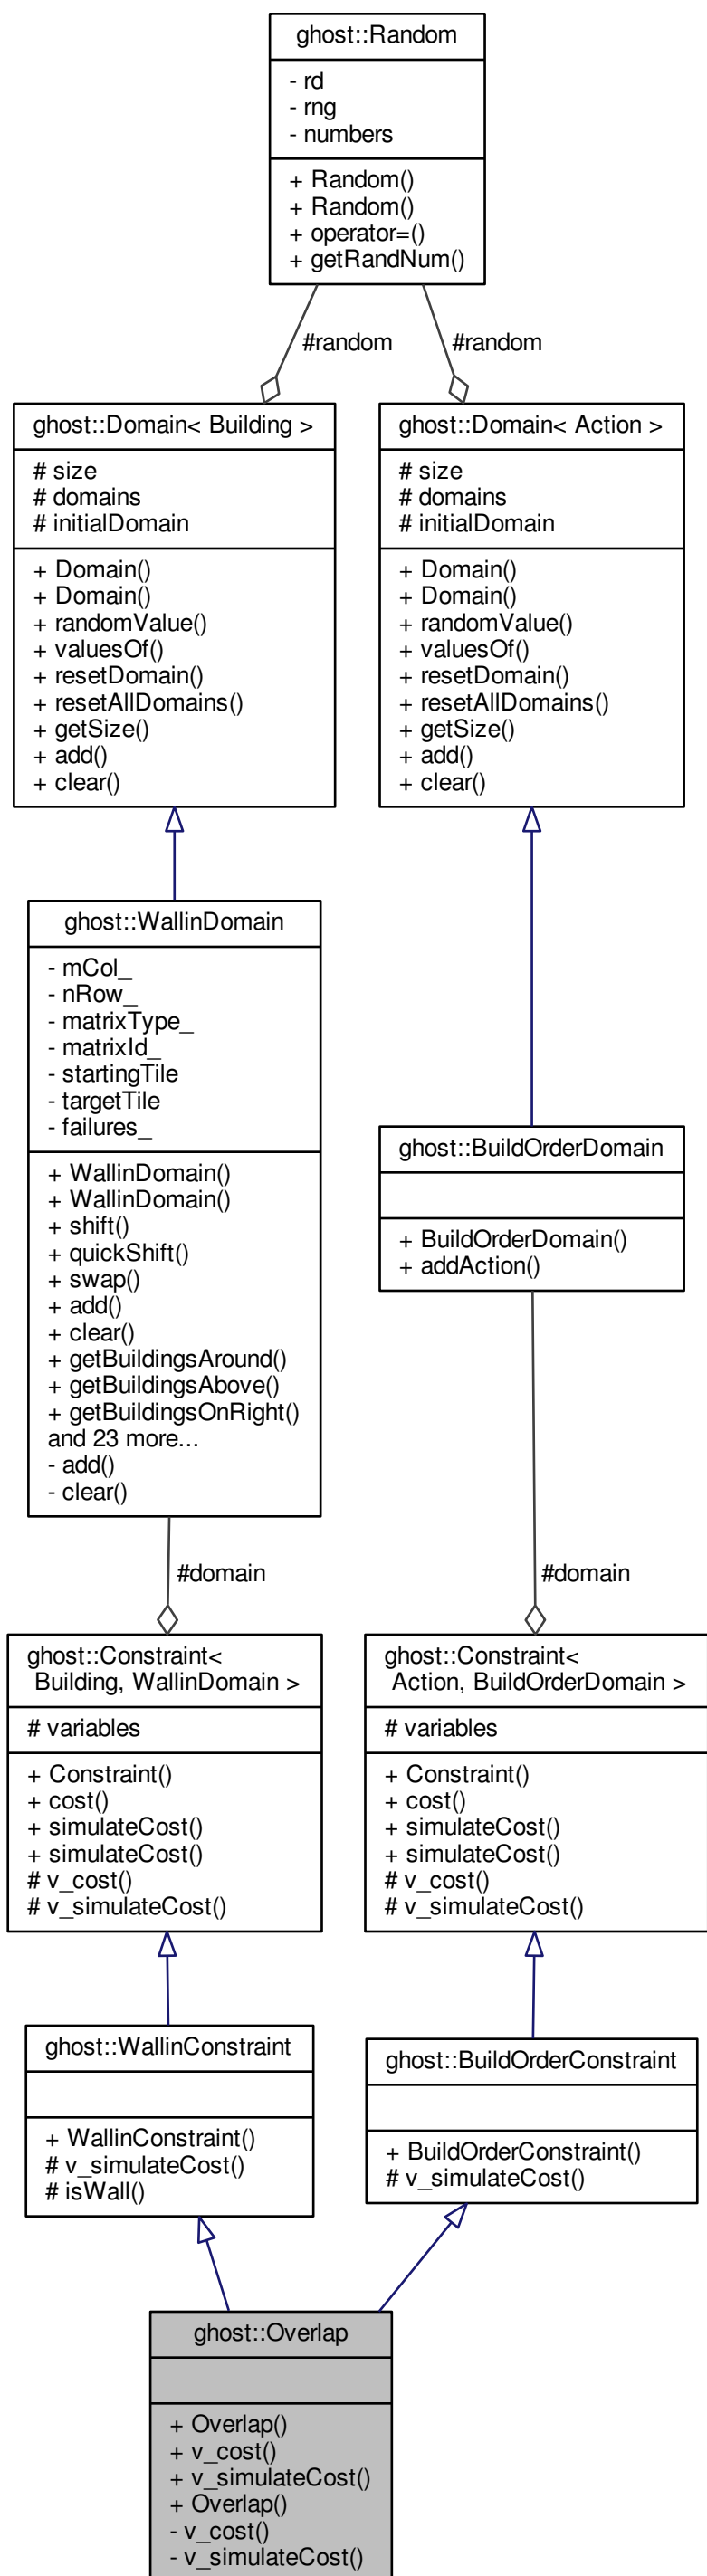 ghost::Random
- rd
- rng
- numbers
+ Random()
+ Random()
+ operator=()
+ getRandNum()
#random
#random
ghost::Domain< Building >
# size
# domains
# initialDomain
+ Domain()
+ Domain()
+ randomValue()
+ valuesOf()
+ resetDomain()
+ resetAllDomains()
+ getSize()
+ add()
+ clear()
ghost::Domain< Action >
# size
# domains
# initialDomain
+ Domain()
+ Domain()
+ randomValue()
+ valuesOf()
+ resetDomain()
+ resetAllDomains()
+ getSize()
+ add()
+ clear()
ghost::WallinDomain
- mCol_
- nRow_
- matrixType_
- matrixId_
- startingTile
- targetTile
- failures_
+ WallinDomain()
+ WallinDomain()
+ shift()
+ quickShift()
+ swap()
+ add()
+ clear()
+ getBuildingsAround()
+ getBuildingsAbove()
+ getBuildingsOnRight()
and 23 more...
- add()
- clear()
ghost::BuildOrderDomain
+ BuildOrderDomain()
+ addAction()
#domain
#domain
ghost::Constraint<
Building, WallinDomain >
# variables
+ Constraint()
+ cost()
+ simulateCost()
+ simulateCost()
# v_cost()
# v_simulateCost()
ghost::Constraint<
Action, BuildOrderDomain >
# variables
+ Constraint()
+ cost()
+ simulateCost()
+ simulateCost()
# v_cost()
# v_simulateCost()
ghost::WallinConstraint
+ WallinConstraint()
# v_simulateCost()
# isWall()
ghost::BuildOrderConstraint
+ BuildOrderConstraint()
# v_simulateCost()
ghost::Overlap
+ Overlap()
+ v_cost()
+ v_simulateCost()
+ Overlap()
- v_cost()
- v_simulateCost()